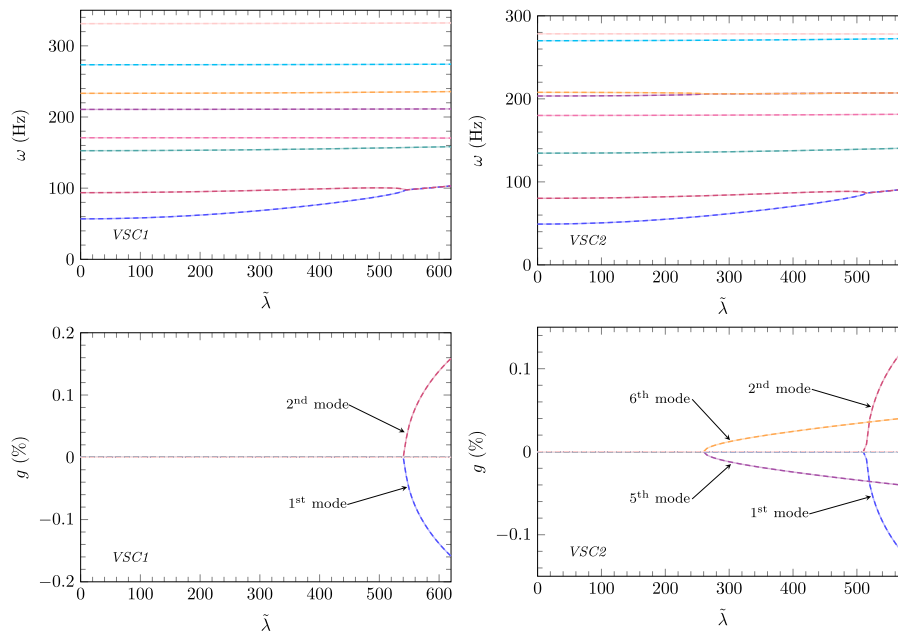 ω (Hz)
300
200
100
0
VSC1
0 100 200 300 400 500 600
λ̃
ω (Hz)
300
200
100
0
VSC2
0 100 200 300 400 500
λ̃
g (%)
0.2
0.1
0
−0.1
−0.2
2nd mode
1st mode
VSC1
0 100 200 300 400 500 600
λ̃
g (%)
0.1
0
−0.1
6th mode
2nd mode
5th mode
1st mode
VSC2
0 100 200 300 400 500
λ̃